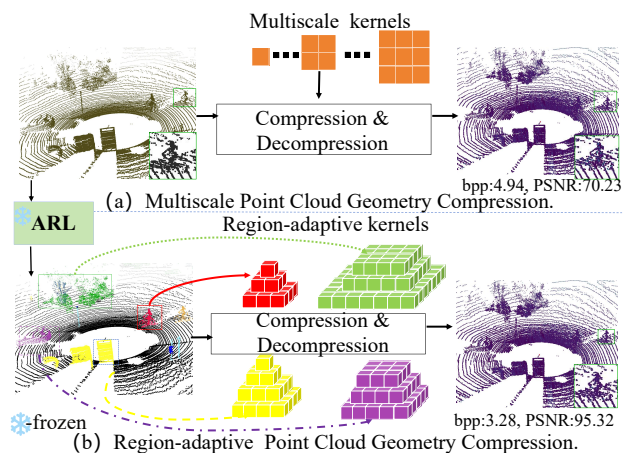 Multiscale kernels
Compression &
Decompression
bpp:4.94, PSNR:70.23
(a) Multiscale Point Cloud Geometry Compression.
ARL
Region-adaptive kernels
Compression &
Decompression
bpp:3.28, PSNR:95.32
-frozen
(b) Region-adaptive Point Cloud Geometry Compression.